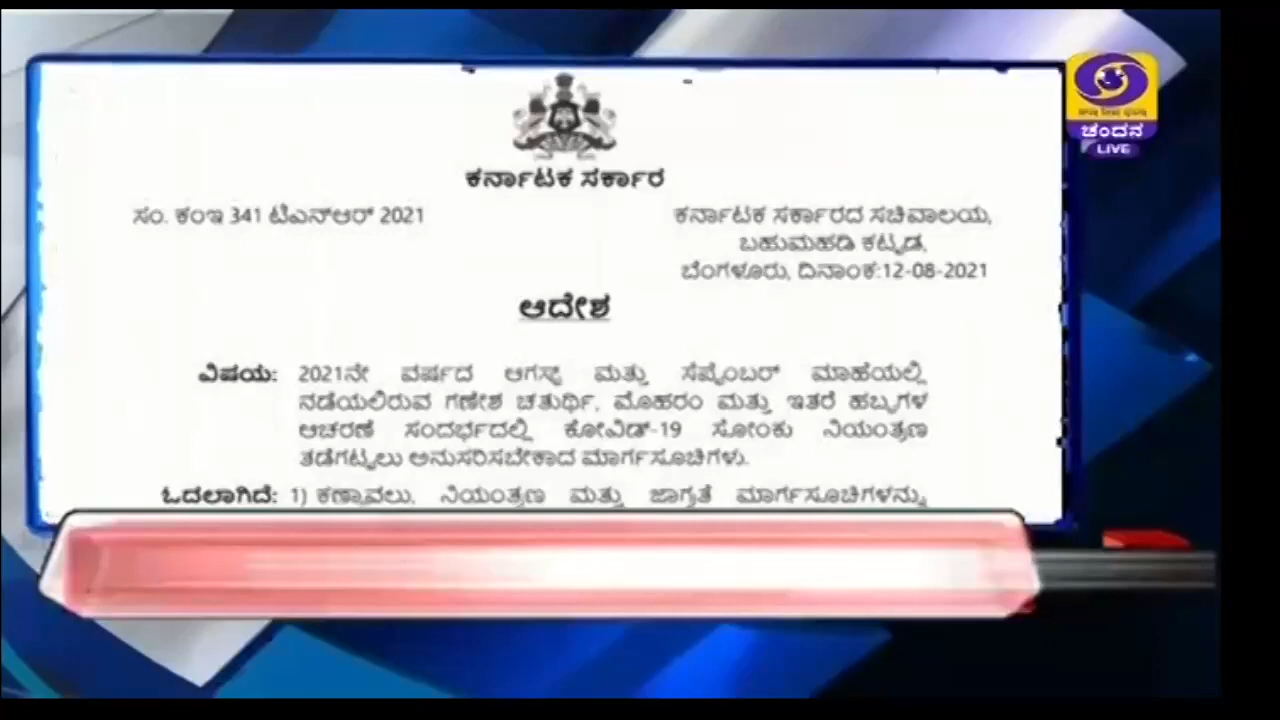 ಚಂದನ
LIVE
ಕರ್ನಾಟಕ ಸರ್ಕಾರ
ಸಂ. ಕಂಇ 341 ಟಿಎನ್‌ಆರ್ 2021
ಕರ್ನಾಟಕ ಸರ್ಕಾರದ ಸಚಿವಾಲಯ,
ಬಹುಮಹಡಿ ಕಟ್ಟಡ,
ಬೆಂಗಳೂರು, ದಿನಾಂಕ:12-08-2021
ಆದೇಶ
ವಿಷಯ: 2021ನೇ ವರ್ಷದ ಆಗಸ್ಟ್ ಮತ್ತು ಸೆಪ್ಟೆಂಬರ್ ಮಾಹೆಯಲ್ಲಿ
ನಡೆಯಲಿರುವ ಗಣೇಶ ಚತುರ್ಥಿ, ಮೊಹರಂ ಮತ್ತು ಇತರೆ ಹಬ್ಬಗಳ
ಆಚರಣೆ ಸಂದರ್ಭದಲ್ಲಿ ಕೋವಿಡ್-19 ಸೋಂಕು ನಿಯಂತ್ರಣ
ತಡೆಗಟ್ಟಲು ಅನುಸರಿಸಬೇಕಾದ ಮಾರ್ಗಸೂಚಿಗಳು.
ಓದಲಾಗಿದೆ: 1) ಕಣ್ಗಾವಲು, ನಿಯಂತ್ರಣ ಮತ್ತು ಜಾಗ್ರತೆ ಮಾರ್ಗಸೂಚಿಗಳನ್ನು